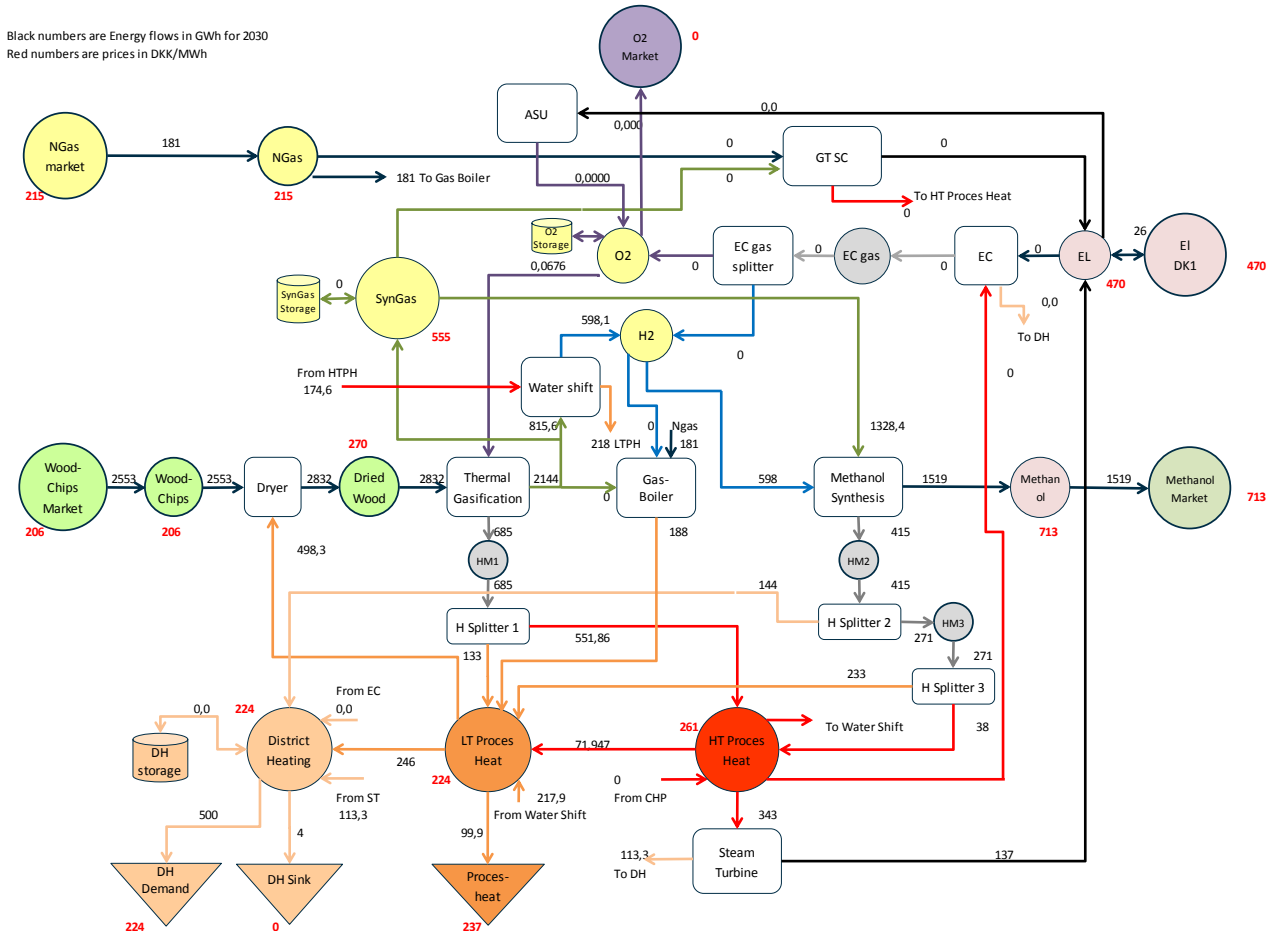 Black numbers are Energy flows in GWh for 2030
Red numbers are prices in DKK/MWh
O2
Market
0
ASU
0,0
0,000
NGas
market
215
181
NGas
215
181 To Gas Boiler
0
0
GT SC
0
To HT Proces Heat
0
0,0000
O2
Storage
O2
0,0676
EC gas
splitter
0
EC gas
0
0
EC
0
EL
470
26
El
DK1
470
0,0
To DH
0
SynGas
Storage
0
SynGas
555
598,1
H2
0
From HTPH
174,6
Water shift
815,6
218 LTPH
0
Ngas
181
1328,4
Wood-
Chips
Market
206
2553
Wood-
Chips
206
2553
Dryer
2832
270
Dried
Wood
2832
Thermal
Gasification
2144
0
Gas-
Boiler
598
Methanol
Synthesis
1519
Methan
ol
713
1519
Methanol
Market
713
498,3
685
HM1
685
188
415
HM2
415
144
H Splitter 1
551,86
133
H Splitter 2
271
HM3
271
H Splitter 3
233
38
0,0
DH
storage
224
District
Heating
From EC
0,0
246
From ST
113,3
LT Proces
Heat
224
217,9
From Water Shift
71,947
261
HT Proces
Heat
To Water Shift
0
From CHP
343
500
4
99,9
DH
Demand
224
DH Sink
0
Proces-
heat
237
113,3
To DH
Steam
Turbine
137